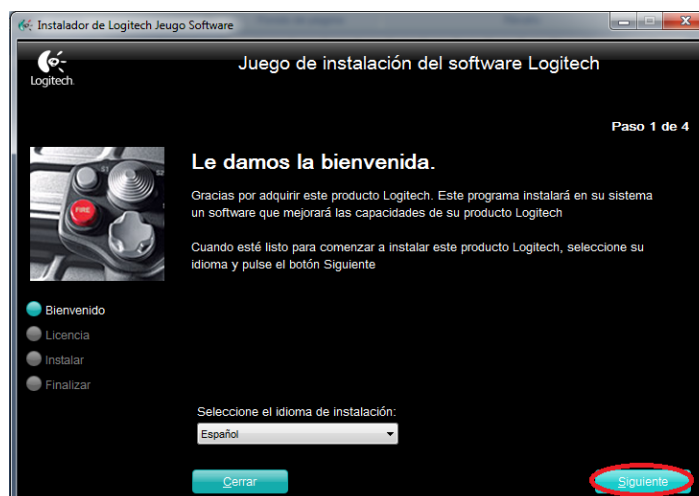 Instalador de Logitech Jeugo Software
Logitech
Juego de instalación del software Logitech
Paso 1 de 4
Le damos la bienvenida.
Gracias por adquirir este producto Logitech. Este programa instalará en su sistema
un software que mejorará las capacidades de su producto Logitech
Cuando esté listo para comenzar a instalar este producto Logitech, seleccione su
idioma y pulse el botón Siguiente
FIRE
Bienvenido
Licencia
Instalar
Finalizar
Seleccione el idioma de instalación:
Español
Cerrar
Siguiente